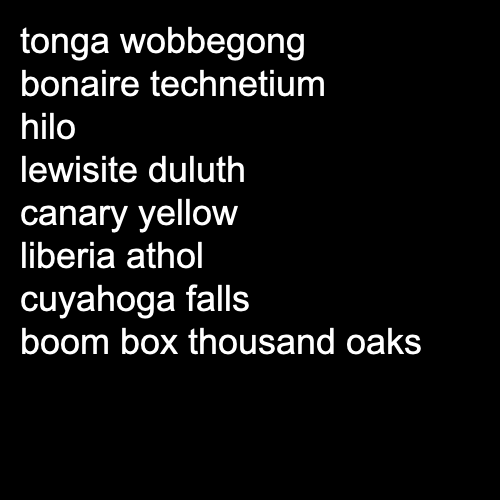 tonga wobbegong
bonaire technetium
hilo
lewisite duluth
canary yellow
liberia athol
cuyahoga falls
boom box thousand oaks